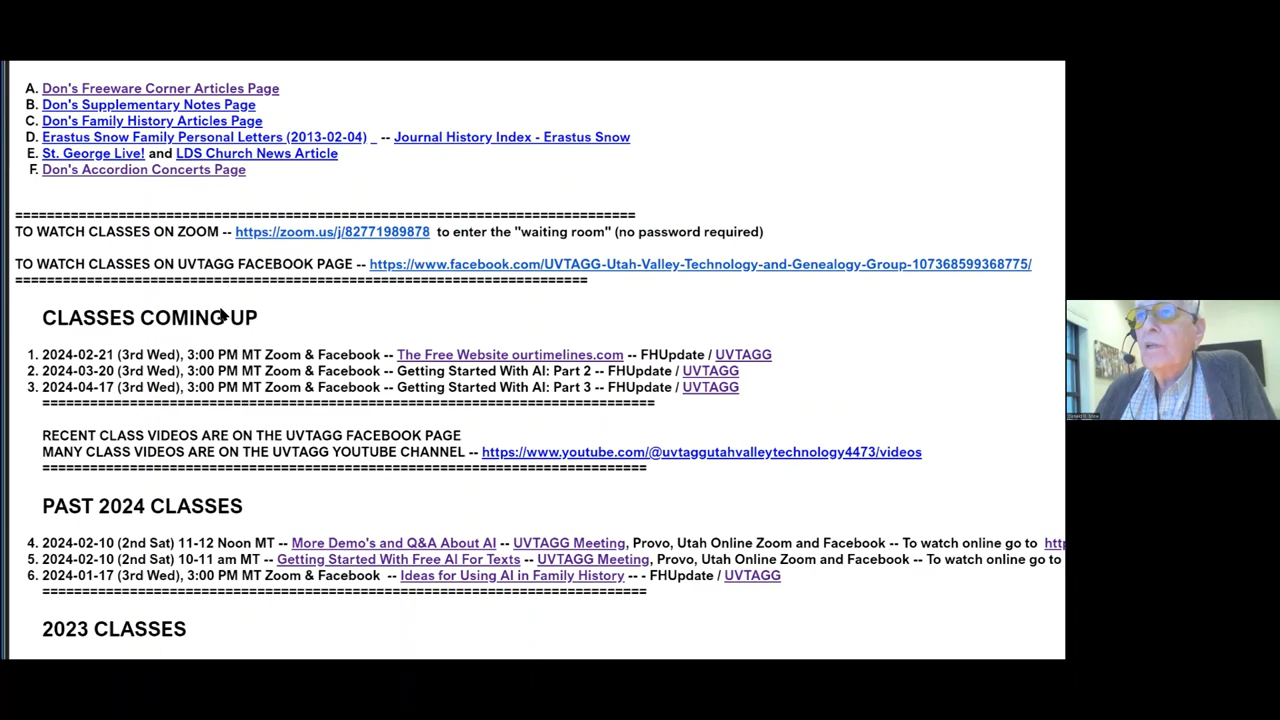 A. Don's Freeware Corner Articles Page
B. Don's Supplementary Notes Page
C. Don's Family History Articles Page
D. Erastus Snow Family Personal Letters (2013-02-04) _ -- Journal History Index - Erastus Snow
E. St. George Live! and LDS Church News Article
F. Don's Accordion Concerts Page
==============================================================================
TO WATCH CLASSES ON ZOOM -- https://zoom.us/j/82771989878 to enter the "waiting room" (no password required)
TO WATCH CLASSES ON UVTAGG FACEBOOK PAGE -- https://www.facebook.com/UVTAGG-Utah-Valley-Technology-and-Genealogy-Group-107368599368775/
========================================================================
CLASSES COMING UP
1. 2024-02-21 (3rd Wed), 3:00 PM MT Zoom & Facebook -- The Free Website ourtimelines.com -- FHUpdate / UVTAGG
2. 2024-03-20 (3rd Wed), 3:00 PM MT Zoom & Facebook -- Getting Started With AI: Part 2 -- FHUpdate / UVTAGG
3. 2024-04-17 (3rd Wed), 3:00 PM MT Zoom & Facebook -- Getting Started With AI: Part 3 -- FHUpdate / UVTAGG
=============================================================================
RECENT CLASS VIDEOS ARE ON THE UVTAGG FACEBOOK PAGE
MANY CLASS VIDEOS ARE ON THE UVTAGG YOUTUBE CHANNEL -- https://www.youtube.com/@uvtaggutahvalleytechnology4473/videos
============================================================================
PAST 2024 CLASSES
4. 2024-02-10 (2nd Sat) 11-12 Noon MT -- More Demo's and Q&A About AI -- UVTAGG Meeting, Provo, Utah Online Zoom and Facebook -- To watch online go to http
5. 2024-02-10 (2nd Sat) 10-11 am MT -- Getting Started With Free AI For Texts -- UVTAGG Meeting, Provo, Utah Online Zoom and Facebook -- To watch online go to
6. 2024-01-17 (3rd Wed), 3:00 PM MT Zoom & Facebook -- Ideas for Using AI in Family History -- - FHUpdate / UVTAGG
============================================================================
2023 CLASSES